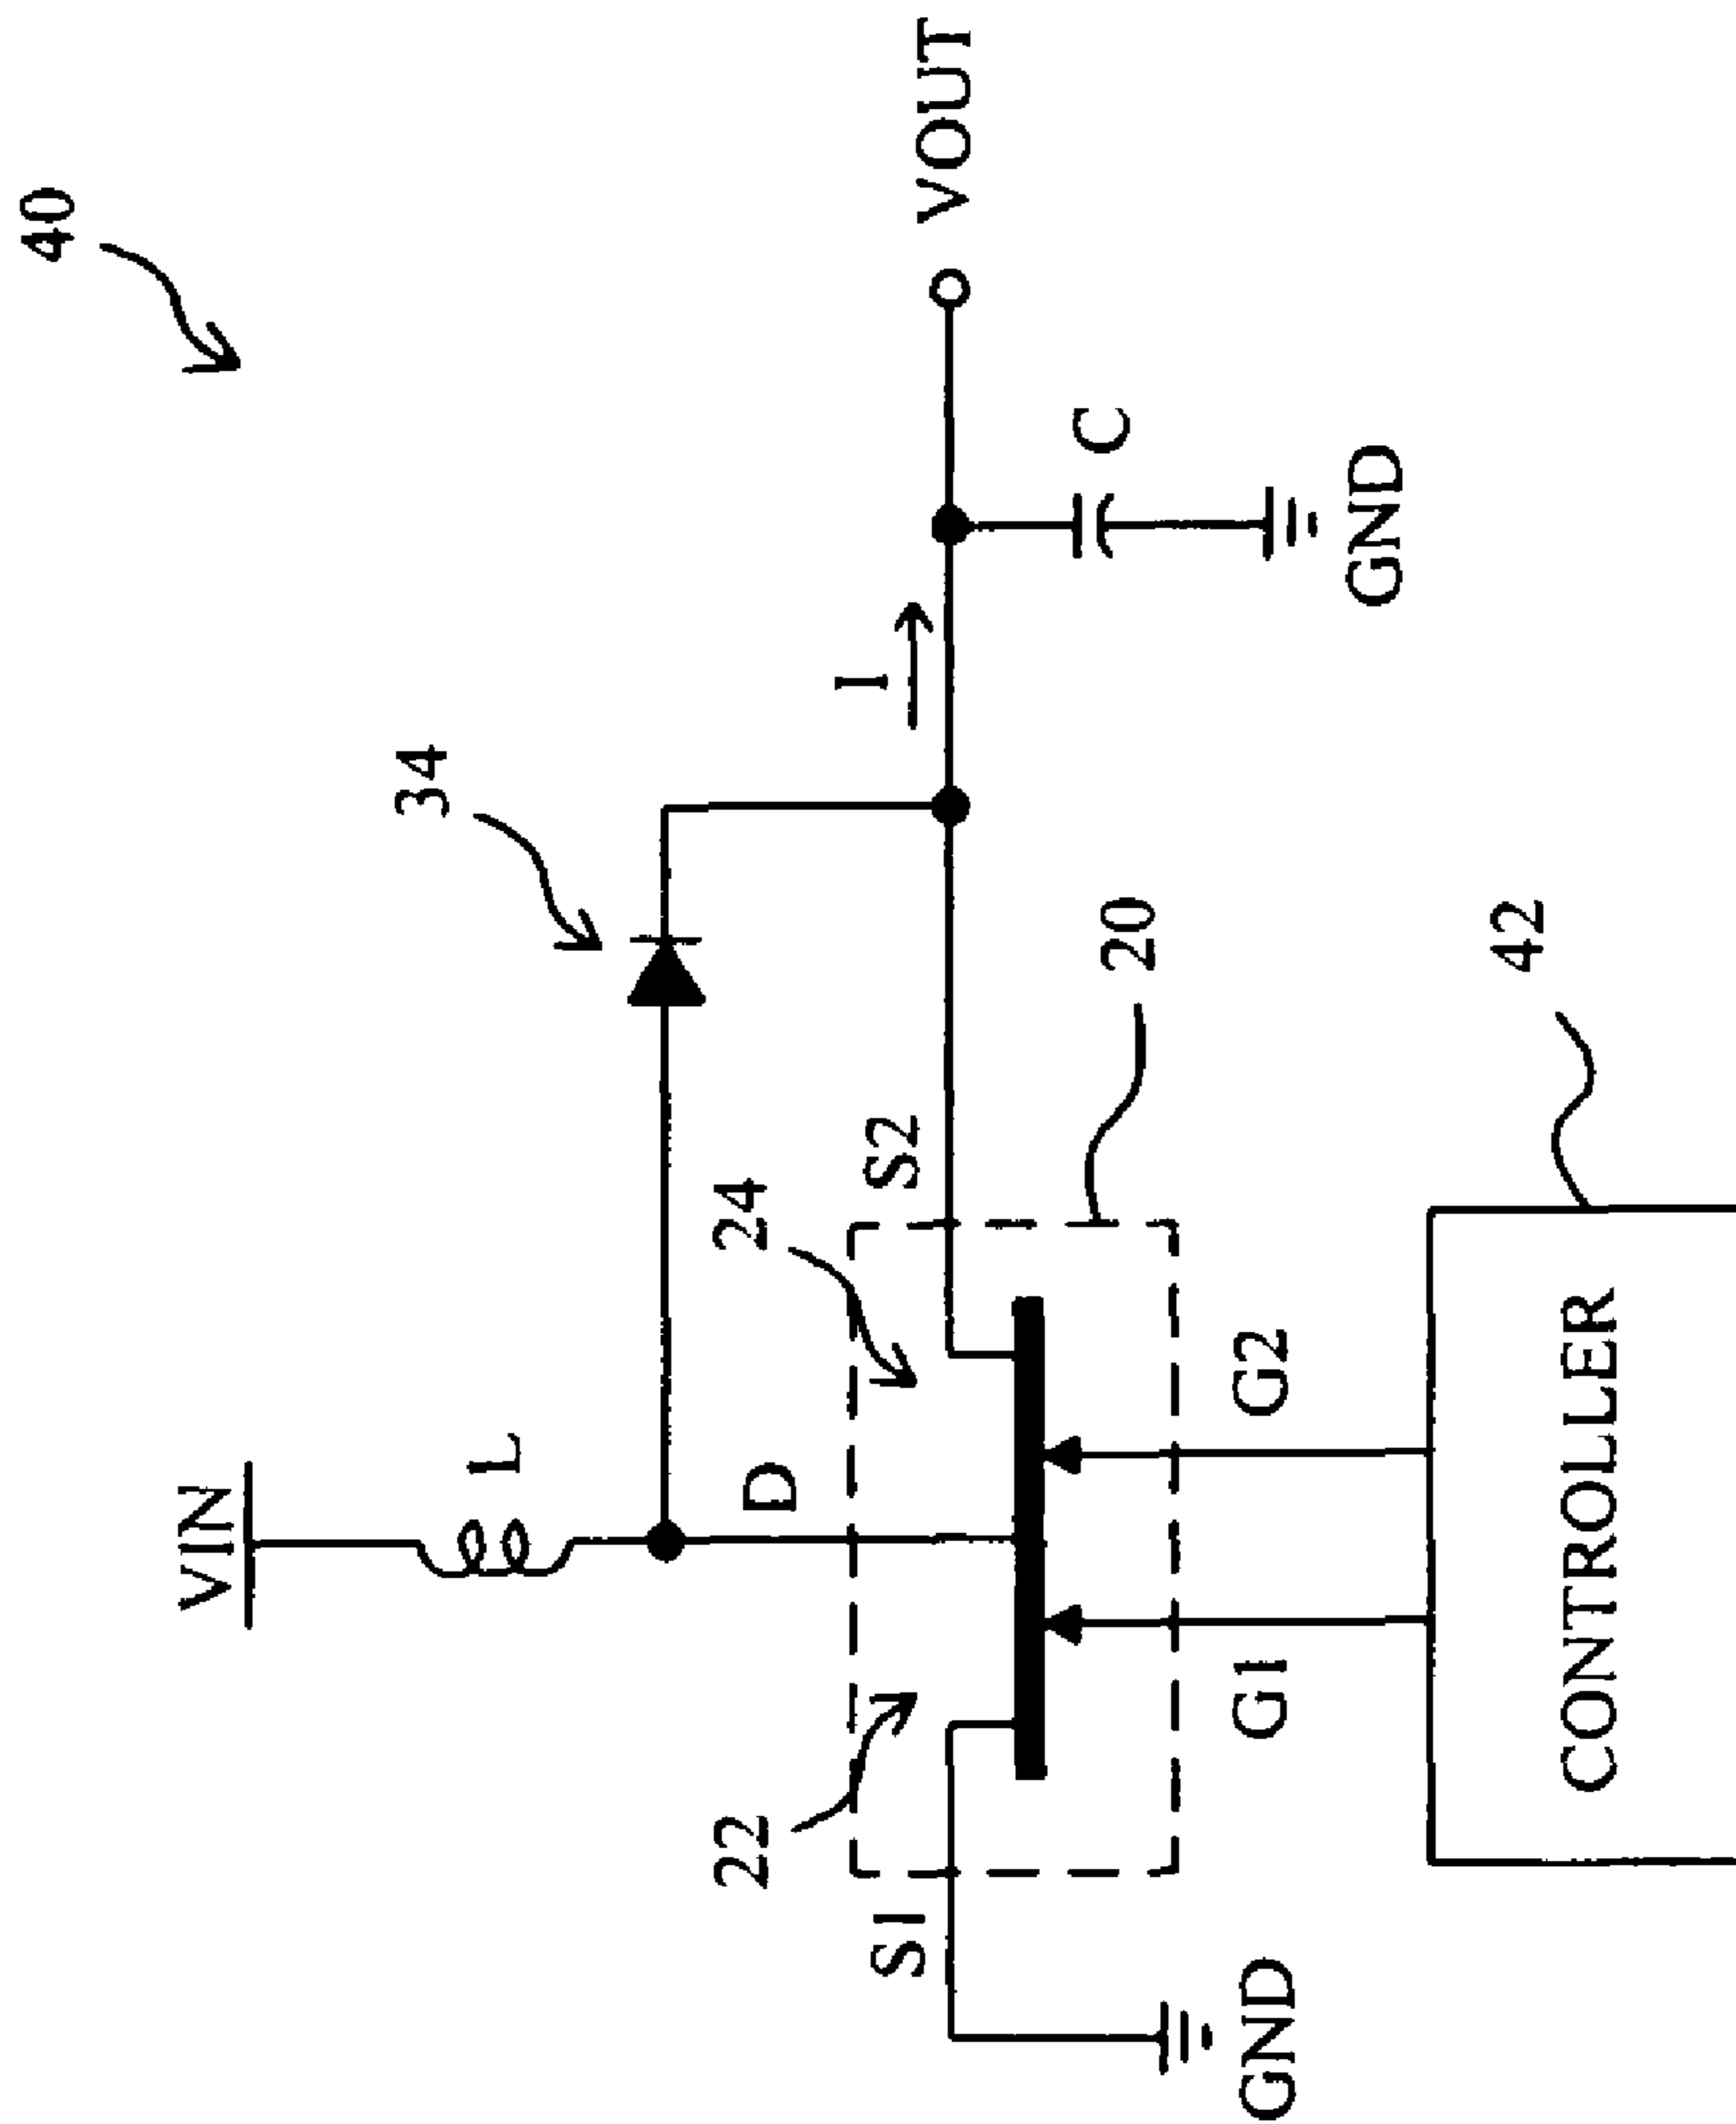 40
VIN
L
34
D
22
24
S1
S2
I
VOUT
C
GND
20
GND
G1
G2
42
CONTROLLER